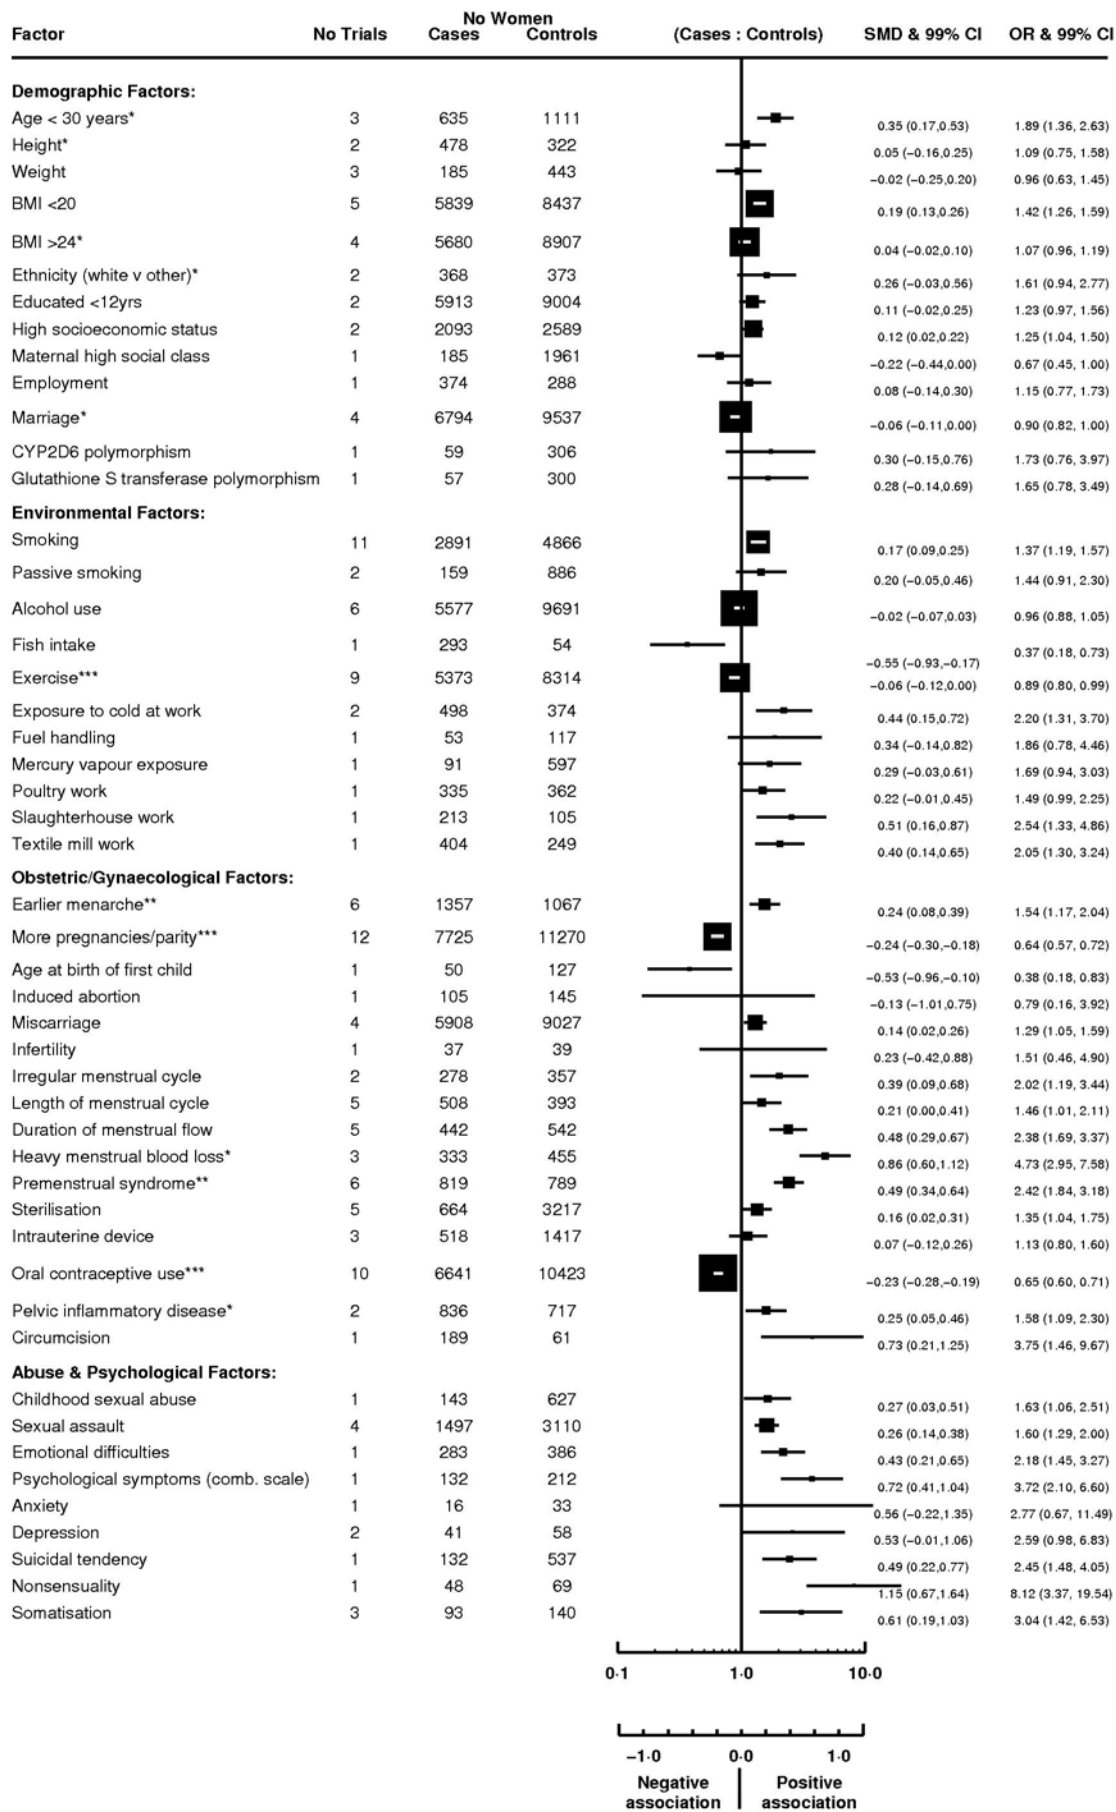 No Women
Factor No Trials Cases Controls (Cases : Controls) SMD & 99% CI OR & 99% CI
Demographic Factors:
Age < 30 years* 3 635 1111 0.35 (0.17,0.53) 1.89 (1.36, 2.63)
Height* 2 478 322 0.05 (−0.16,0.25) 1.09 (0.75, 1.58)
Weight 3 185 443 −0.02 (−0.25,0.20) 0.96 (0.63, 1.45)
BMI <20 5 5839 8437 0.19 (0.13,0.26) 1.42 (1.26, 1.59)
BMI >24* 4 5680 8907 0.04 (−0.02,0.10) 1.07 (0.96, 1.19)
Ethnicity (white v other)* 2 368 373 0.26 (−0.03,0.56) 1.61 (0.94, 2.77)
Educated <12yrs 2 5913 9004 0.11 (−0.02,0.25) 1.23 (0.97, 1.56)
High socioeconomic status 2 2093 2589 0.12 (0.02,0.22) 1.25 (1.04, 1.50)
Maternal high social class 1 185 1961 −0.22 (−0.44,0.00) 0.67 (0.45, 1.00)
Employment 1 374 288 0.08 (−0.14,0.30) 1.15 (0.77, 1.73)
Marriage* 4 6794 9537 −0.06 (−0.11,0.00) 0.90 (0.82, 1.00)
CYP2D6 polymorphism 1 59 306 0.30 (−0.15,0.76) 1.73 (0.76, 3.97)
Glutathione S transferase polymorphism 1 57 300 0.28 (−0.14,0.69) 1.65 (0.78, 3.49)
Environmental Factors:
Smoking 11 2891 4866 0.17 (0.09,0.25) 1.37 (1.19, 1.57)
Passive smoking 2 159 886 0.20 (−0.05,0.46) 1.44 (0.91, 2.30)
Alcohol use 6 5577 9691 −0.02 (−0.07,0.03) 0.96 (0.88, 1.05)
Fish intake 1 293 54 −0.55 (−0.93,−0.17) 0.37 (0.18, 0.73)
Exercise*** 9 5373 8314 −0.06 (−0.12,0.00) 0.89 (0.80, 0.99)
Exposure to cold at work 2 498 374 0.44 (0.15,0.72) 2.20 (1.31, 3.70)
Fuel handling 1 53 117 0.34 (−0.14,0.82) 1.86 (0.78, 4.46)
Mercury vapour exposure 1 91 597 0.29 (−0.03,0.61) 1.69 (0.94, 3.03)
Poultry work 1 335 362 0.22 (−0.01,0.45) 1.49 (0.99, 2.25)
Slaughterhouse work 1 213 105 0.51 (0.16,0.87) 2.54 (1.33, 4.86)
Textile mill work 1 404 249 0.40 (0.14,0.65) 2.05 (1.30, 3.24)
Obstetric/Gynaecological Factors:
Earlier menarche** 6 1357 1067 0.24 (0.08,0.39) 1.54 (1.17, 2.04)
More pregnancies/parity*** 12 7725 11270 −0.24 (−0.30,−0.18) 0.64 (0.57, 0.72)
Age at birth of first child 1 50 127 −0.53 (−0.96,−0.10) 0.38 (0.18, 0.83)
Induced abortion 1 105 145 −0.13 (−1.01,0.75) 0.79 (0.16, 3.92)
Miscarriage 4 5908 9027 0.14 (0.02,0.26) 1.29 (1.05, 1.59)
Infertility 1 37 39 0.23 (−0.42,0.88) 1.51 (0.46, 4.90)
Irregular menstrual cycle 2 278 357 0.39 (0.09,0.68) 2.02 (1.19, 3.44)
Length of menstrual cycle 5 508 393 0.21 (0.00,0.41) 1.46 (1.01, 2.11)
Duration of menstrual flow 5 442 542 0.48 (0.29,0.67) 2.38 (1.69, 3.37)
Heavy menstrual blood loss* 3 333 455 0.86 (0.60,1.12) 4.73 (2.95, 7.58)
Premenstrual syndrome** 6 819 789 0.49 (0.34,0.64) 2.42 (1.84, 3.18)
Sterilisation 5 664 3217 0.16 (0.02,0.31) 1.35 (1.04, 1.75)
Intrauterine device 3 518 1417 0.07 (−0.12,0.26) 1.13 (0.80, 1.60)
Oral contraceptive use*** 10 6641 10423 −0.23 (−0.28,−0.19) 0.65 (0.60, 0.71)
Pelvic inflammatory disease* 2 836 717 0.25 (0.05,0.46) 1.58 (1.09, 2.30)
Circumcision 1 189 61 0.73 (0.21,1.25) 3.75 (1.46, 9.67)
Abuse & Psychological Factors:
Childhood sexual abuse 1 143 627 0.27 (0.03,0.51) 1.63 (1.06, 2.51)
Sexual assault 4 1497 3110 0.26 (0.14,0.38) 1.60 (1.29, 2.00)
Emotional difficulties 1 283 386 0.43 (0.21,0.65) 2.18 (1.45, 3.27)
Psychological symptoms (comb. scale) 1 132 212 0.72 (0.41,1.04) 3.72 (2.10, 6.60)
Anxiety 1 16 33 0.56 (−0.22,1.35) 2.77 (0.67, 11.49)
Depression 2 41 58 0.53 (−0.01,1.06) 2.59 (0.98, 6.83)
Suicidal tendency 1 132 537 0.49 (0.22,0.77) 2.45 (1.48, 4.05)
Nonsensuality 1 48 69 1.15 (0.67,1.64) 8.12 (3.37, 19.54)
Somatisation 3 93 140 0.61 (0.19,1.03) 3.04 (1.42, 6.53)
0·1 1·0 10·0
−1·0 0·0 1·0
Negative Positive
association association